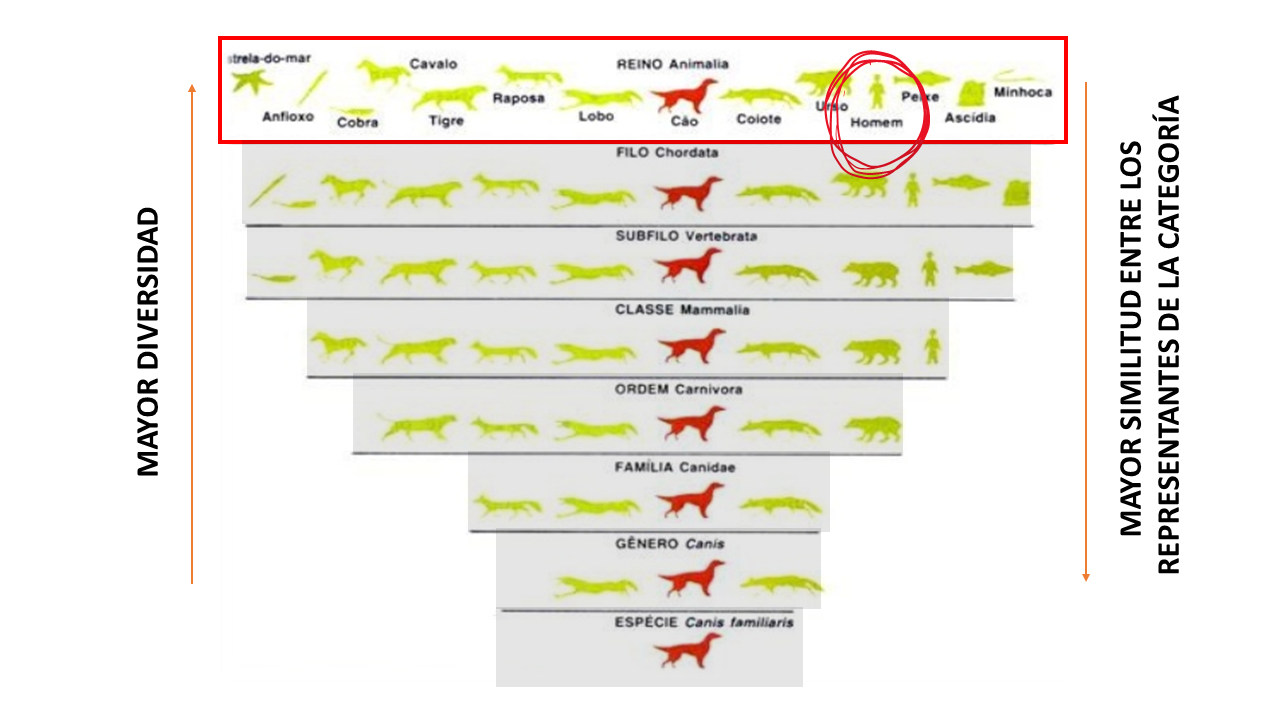 strela-do-mar
Cavalo
REINO Animalia
Raposa
Urso
Peixe
Minhoca
Anfioxo
Cobra
Tigre
Lobo
Cão
Coiote
Homem
Ascídia
FILO Chordata
SUBFILO Vertebrata
CLASSE Mammalia
ORDEM Carnivora
FAMÍLIA Canidae
GÊNERO Canis
ESPÉCIE Canis familiaris
MAYOR DIVERSIDAD
MAYOR SIMILITUD ENTRE LOS
REPRESENTANTES DE LA CATEGORÍA